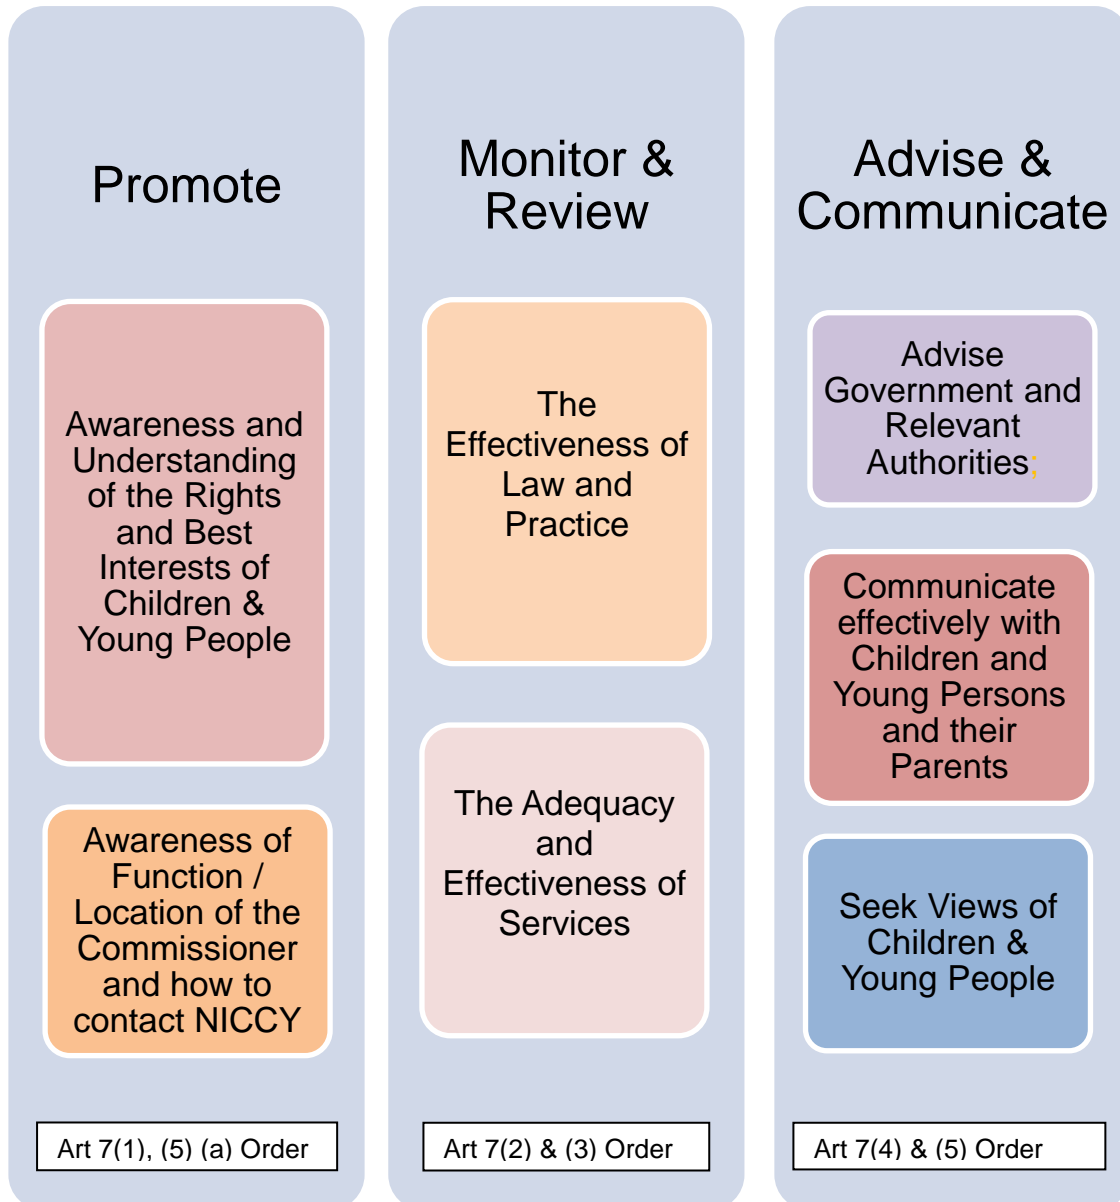 Promote
Awareness and
Understanding
of the Rights
and Best
Interests of
Children &
Young People
Awareness of
Function /
Location of the
Commissioner
and how to
contact NICCY
Art 7(1), (5) (a) Order
Monitor &
Review
The
Effectiveness of
Law and
Practice
The Adequacy
and
Effectiveness of
Services
Art 7(2) & (3) Order
Advise &
Communicate
Advise
Government and
Relevant
Authorities;
Communicate
effectively with
Children and
Young Persons
and their
Parents
Seek Views of
Children &
Young People
Art 7(4) & (5) Order